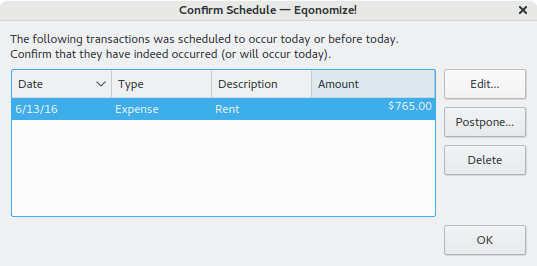 Confirm Schedule — Eqonomize!
The following transactions was scheduled to occur today or before today.
Confirm that they have indeed occurred (or will occur today).
Date Type Description Amount
6/13/16 Expense Rent $765.00
Edit...
Postpone...
Delete
OK